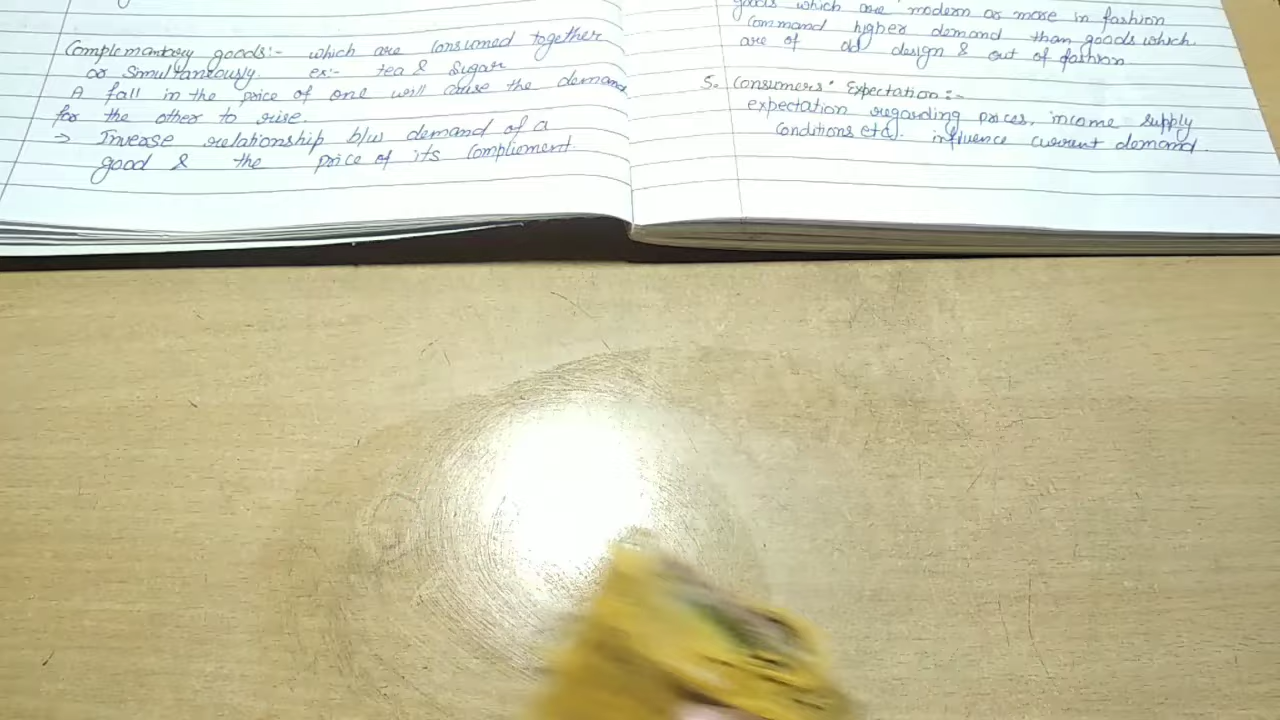 Complementary goods:- which are consumed together
or simultaneously. ex:- tea & sugar
A fall in the price of one will cause the demand
for the other to rise.
→ Inverse relationship b/w demand of a
good & the price of its compliement.
goods which are modern or more in fashion
command higher demand than goods which
are of old design & out of fashion
5. Consumers' Expectation:-
expectation regarding prices, income supply
conditions etc. influence current demand.